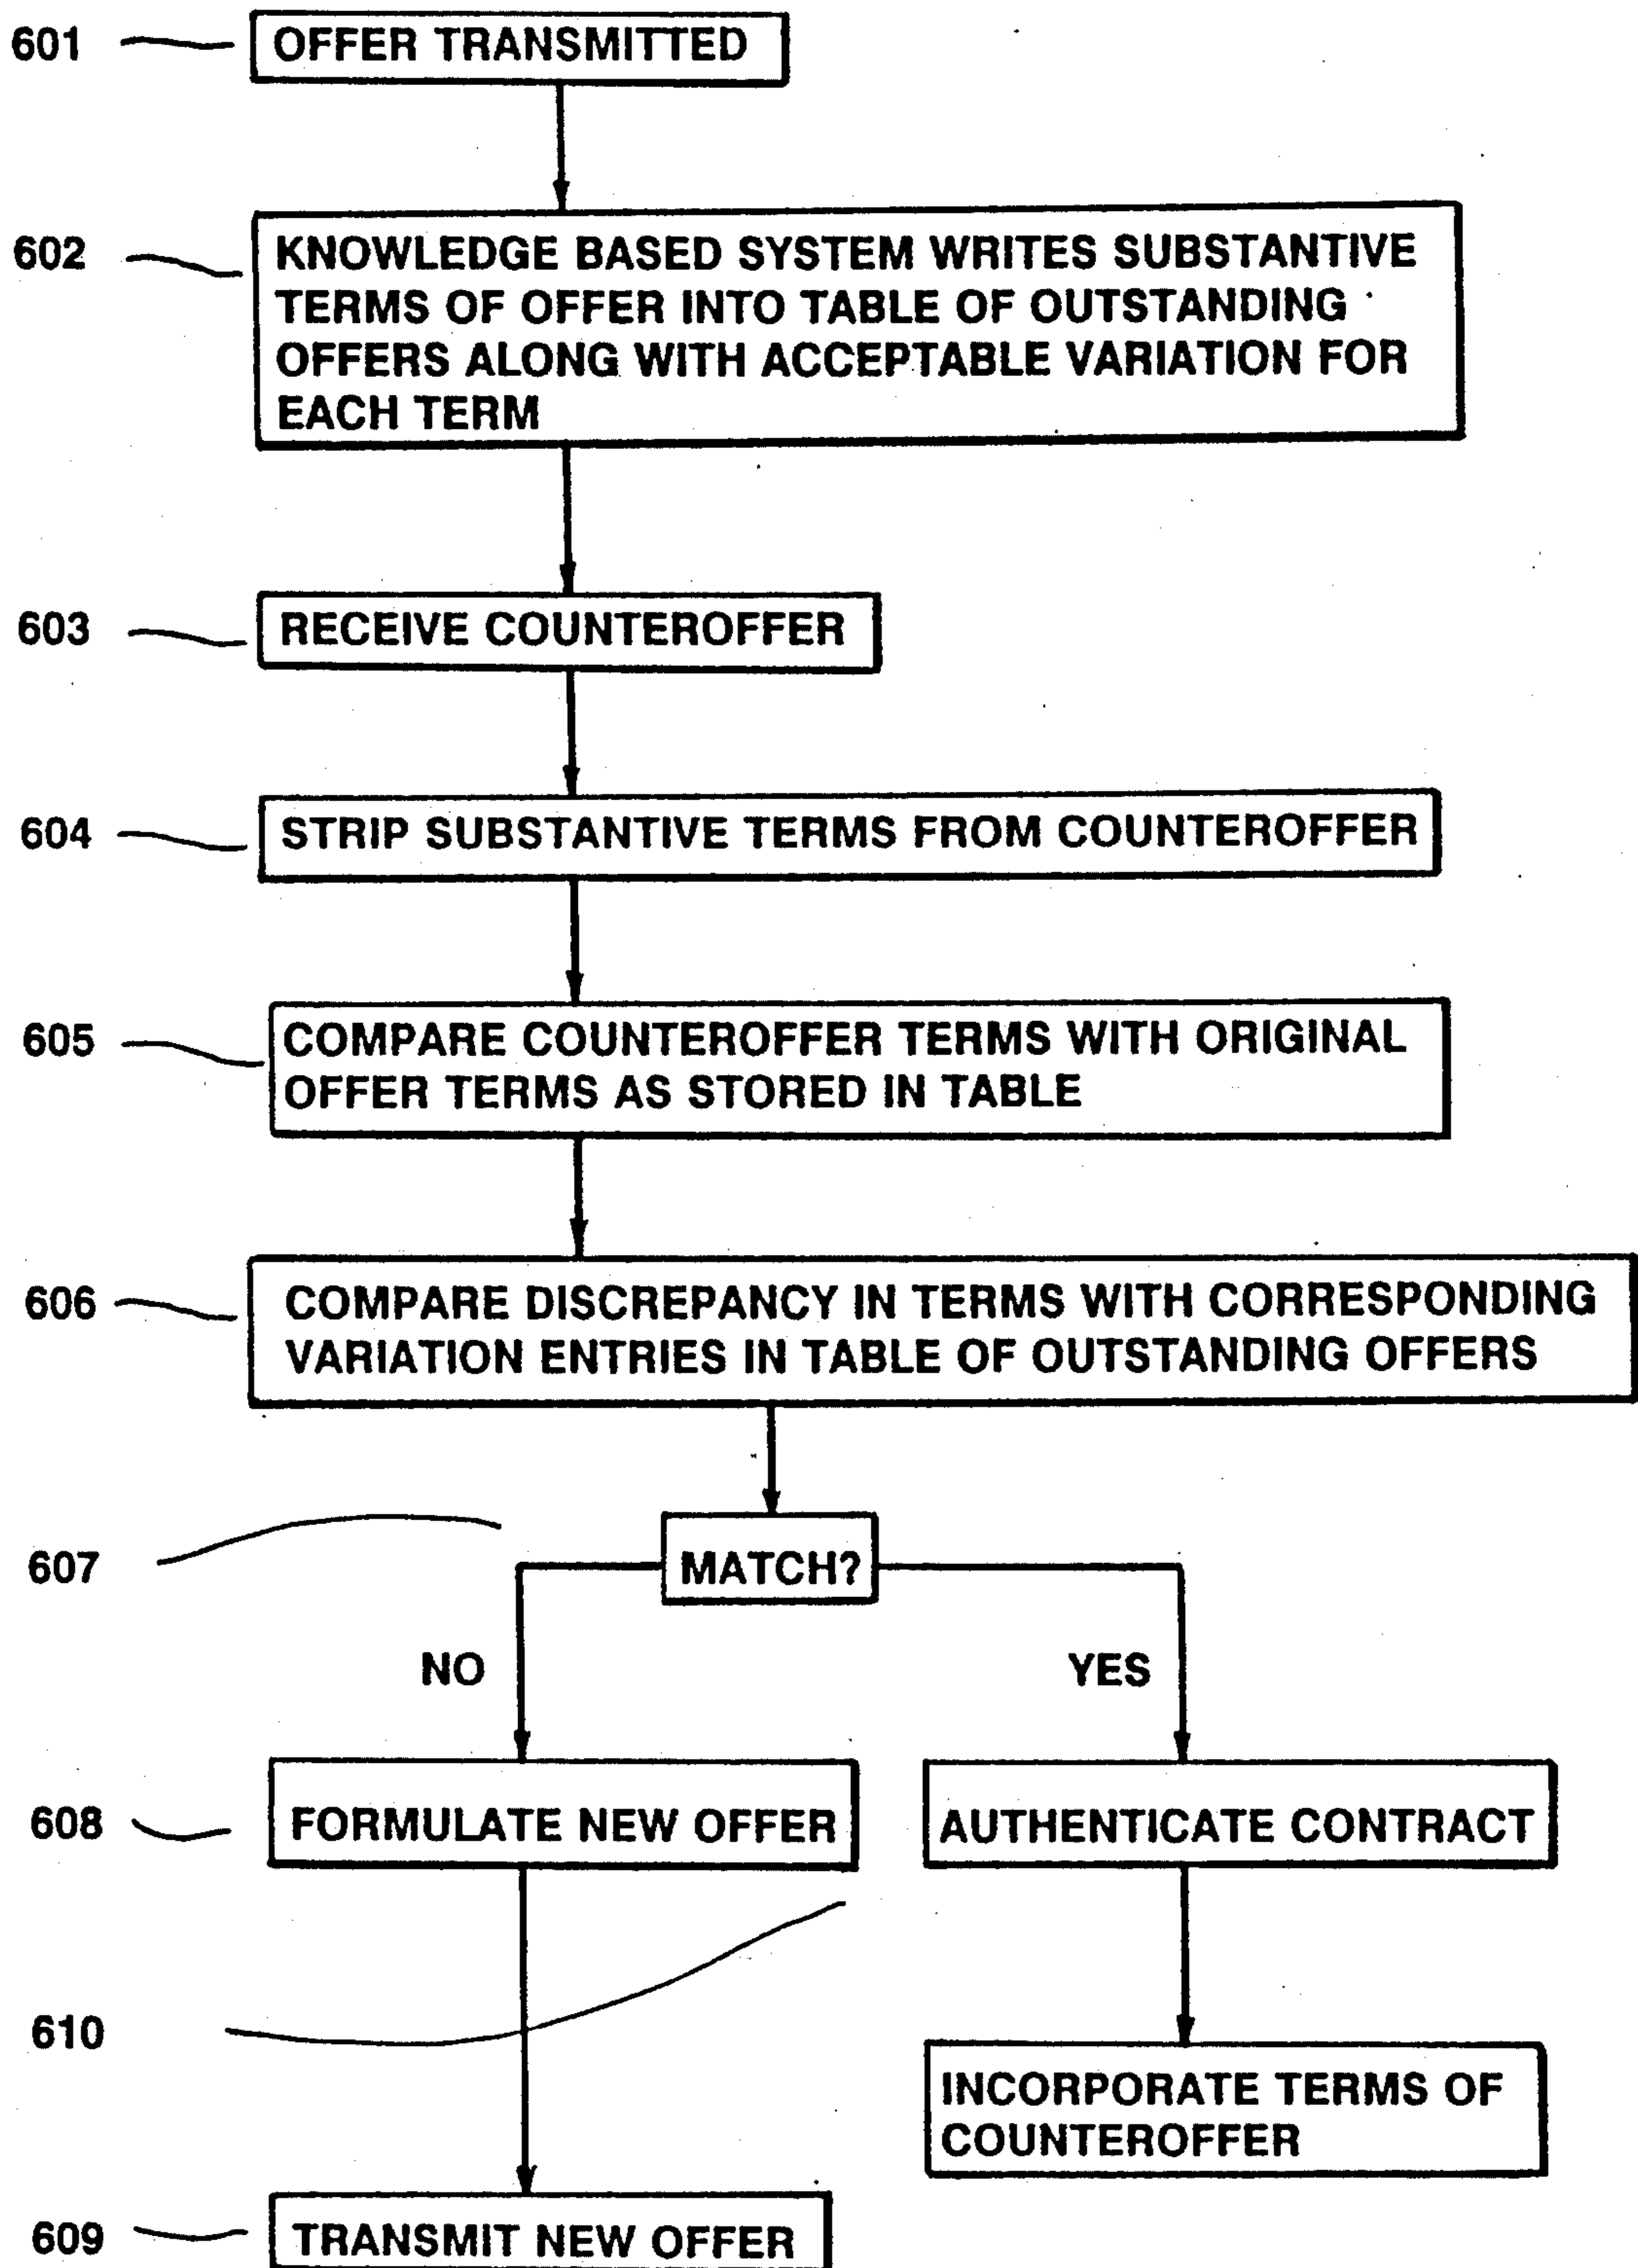 601
OFFER TRANSMITTED
602
KNOWLEDGE BASED SYSTEM WRITES SUBSTANTIVE
TERMS OF OFFER INTO TABLE OF OUTSTANDING
OFFERS ALONG WITH ACCEPTABLE VARIATION FOR
EACH TERM
603
RECEIVE COUNTEROFFER
604
STRIP SUBSTANTIVE TERMS FROM COUNTEROFFER
605
COMPARE COUNTEROFFER TERMS WITH ORIGINAL
OFFER TERMS AS STORED IN TABLE
606
COMPARE DISCREPANCY IN TERMS WITH CORRESPONDING
VARIATION ENTRIES IN TABLE OF OUTSTANDING OFFERS
607
MATCH?
NO
YES
608
FORMULATE NEW OFFER
AUTHENTICATE CONTRACT
610
INCORPORATE TERMS OF
COUNTEROFFER
609
TRANSMIT NEW OFFER